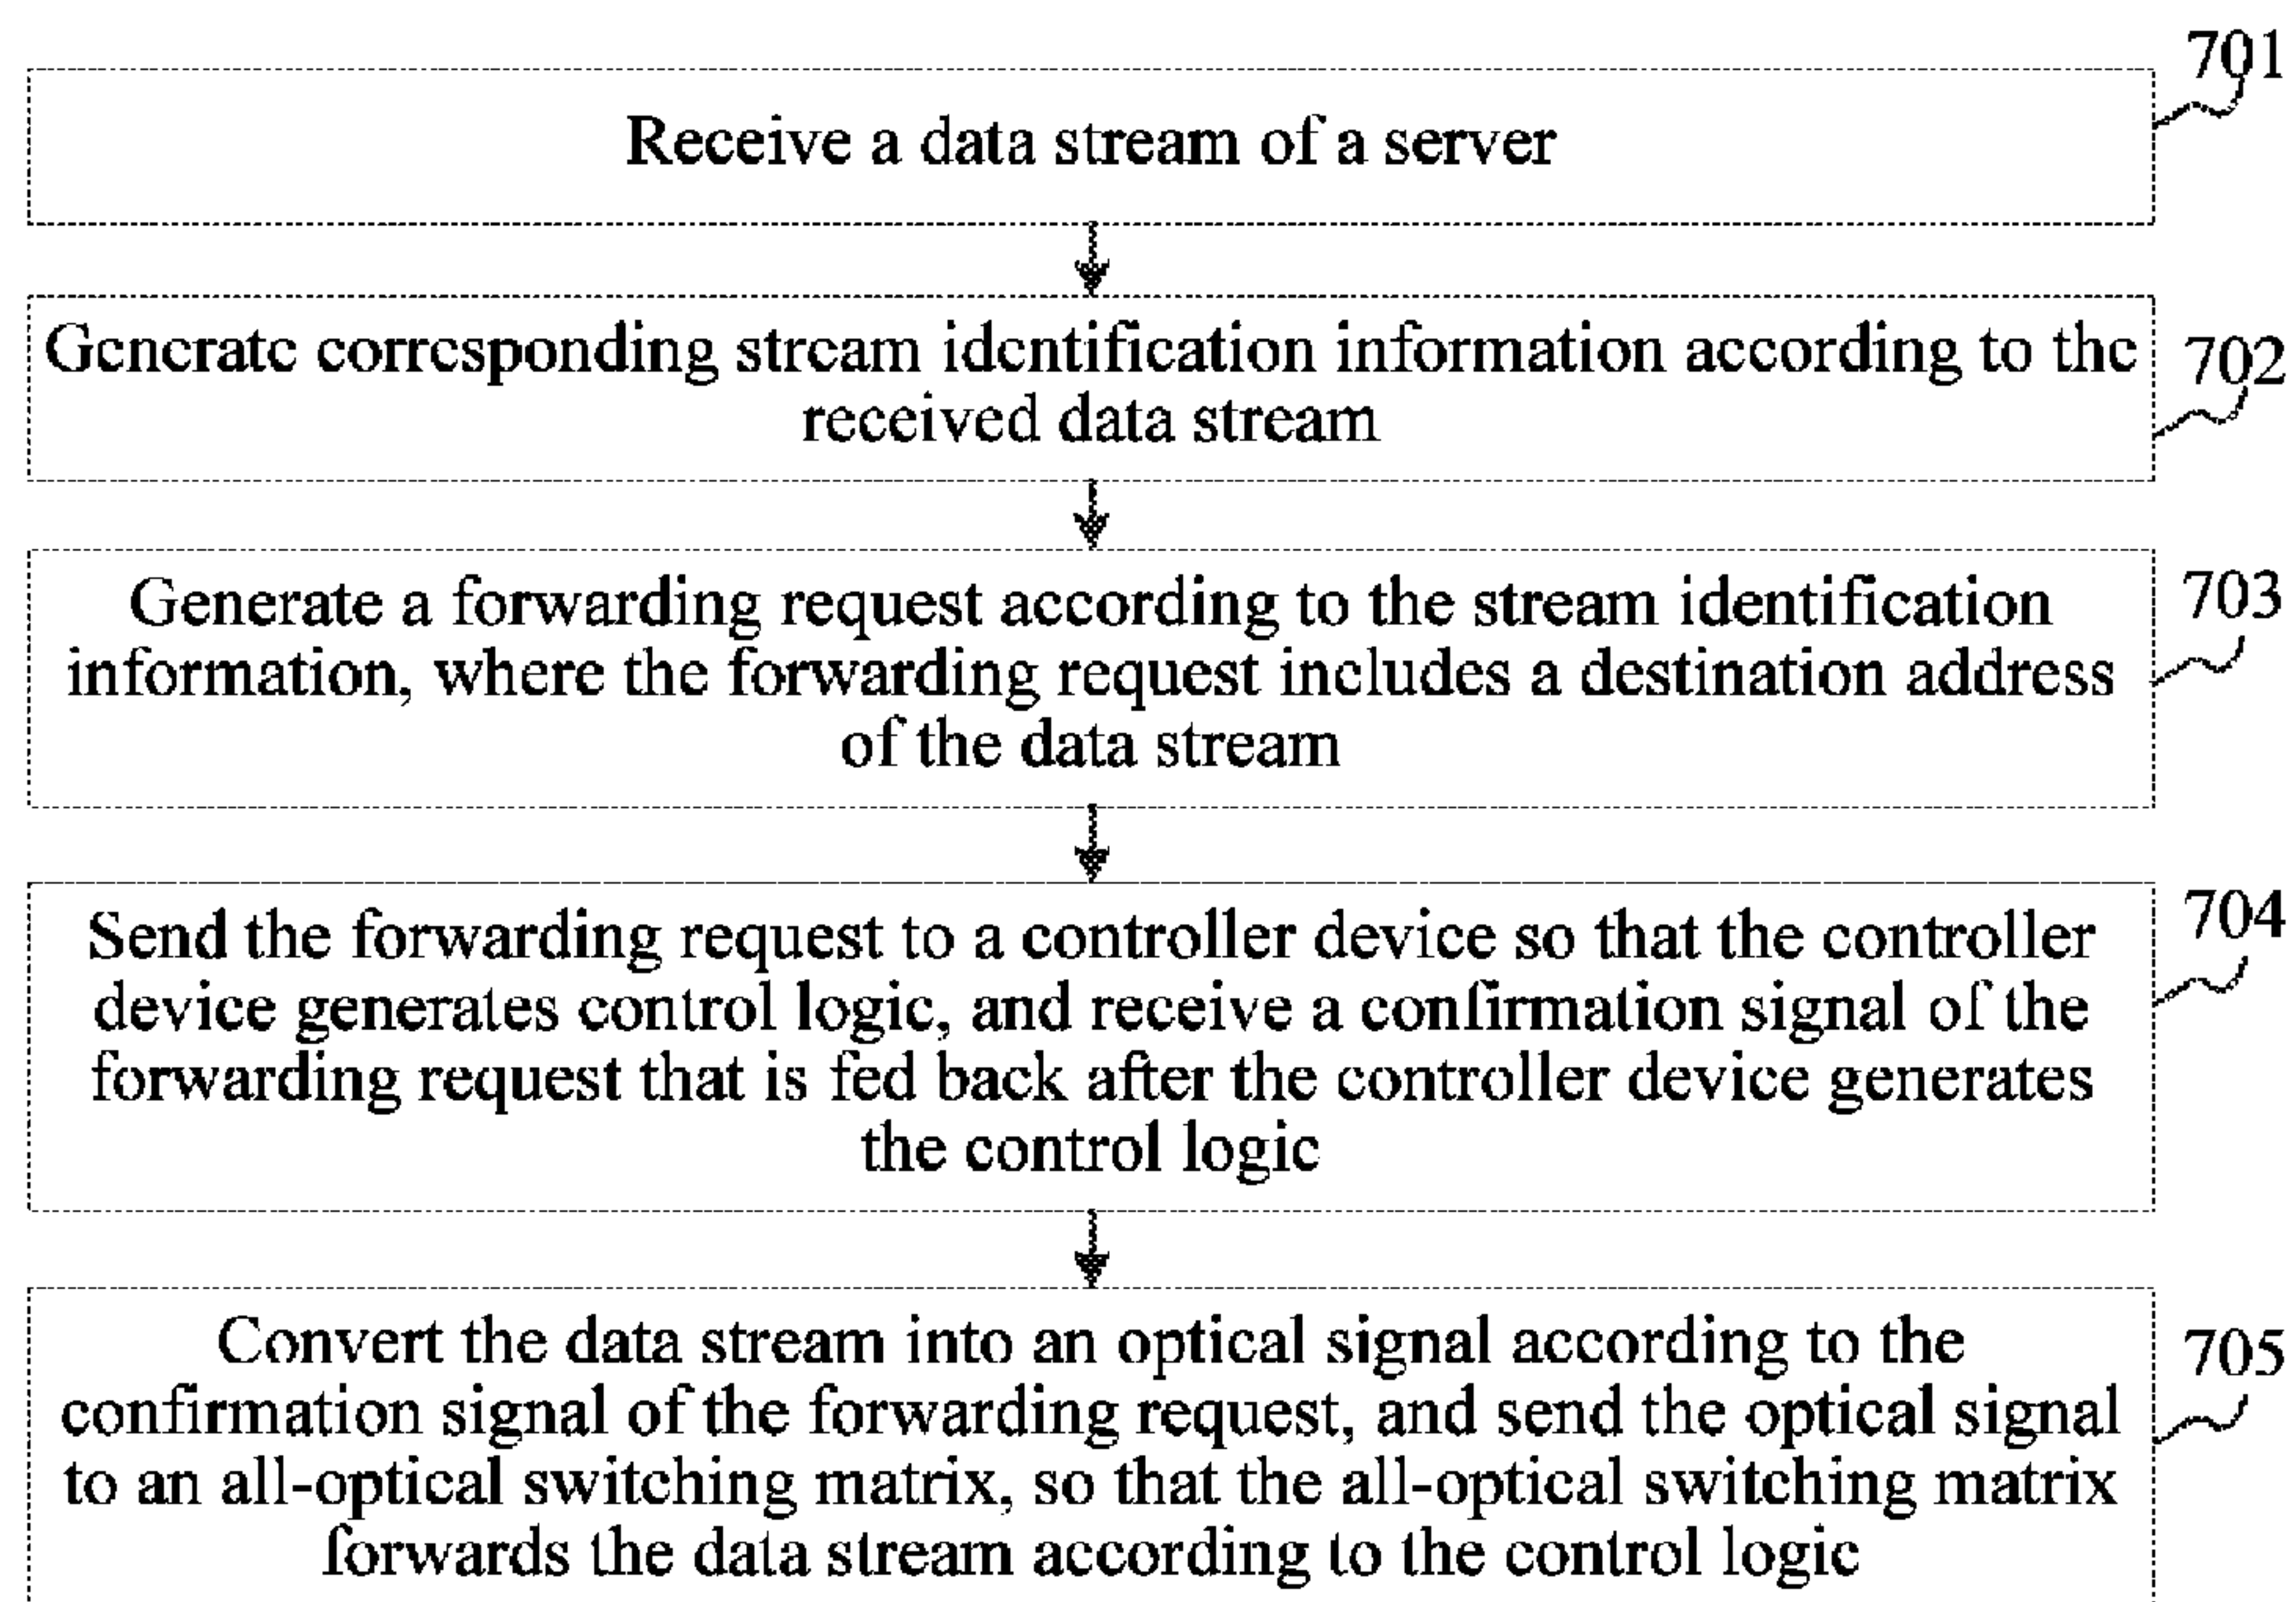 701
Receive a data stream of a server
Generate corresponding stream identification information according to the
702
received data stream
Generate a forwarding request according to the stream identification
703
information, where the forwarding request includes a destination address
of the data stream
Send the forwarding request to a controller device so that the controller
704
device generates control logic, and receive a confirmation signal of the
forwarding request that is fed back after the controller device generates
the control logic
Convert the data stream into an optical signal according to the
705
confirmation signal of the forwarding request, and send the optical signal
to an all-optical switching matrix, so that the all-optical switching matrix
forwards the data stream according to the control logic